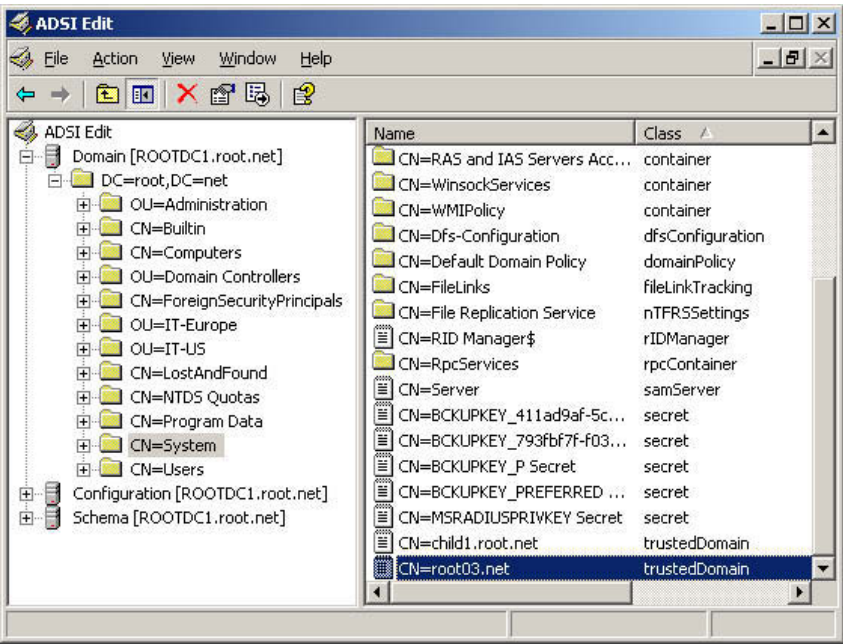 ADSI Edit
File Action View Window Help
ADSI Edit
Domain [ROOTDC1.root.net]
DC=root,DC=net
OU=Administration
CN=Builtin
CN=Computers
OU=Domain Controllers
CN=ForeignSecurityPrincipals
OU=IT-Europe
OU=IT-US
CN=LostAndFound
CN=NTDS Quotas
CN=Program Data
CN=System
CN=Users
Configuration [ROOTDC1.root.net]
Schema [ROOTDC1.root.net]
Name Class
CN=RAS and IAS Servers Acc... container
CN=WinsockServices container
CN=WMIPolicy container
CN=Dfs-Configuration dfsConfiguration
CN=Default Domain Policy domainPolicy
CN=FileLinks fileLinkTracking
CN=File Replication Service nTFRSSettings
CN=RID Manager$ rIDManager
CN=RpcServices rpcContainer
CN=Server samServer
CN=BCKUPKEY_411ad9af-5c... secret
CN=BCKUPKEY_793fbf7f-f03... secret
CN=BCKUPKEY_P Secret secret
CN=BCKUPKEY_PREFERRED ... secret
CN=MSRADIUSPRIVKEY Secret secret
CN=child1.root.net trustedDomain
CN=root03.net trustedDomain